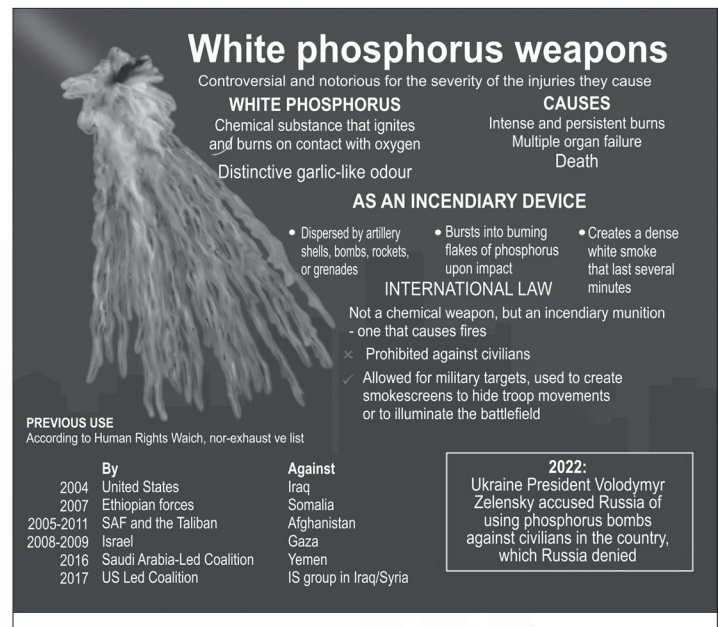 White phosphorus weapons
Controversial and notorious for the severity of the injuries they cause
WHITE PHOSPHORUS
Chemical substance that ignites
and burns on contact with oxygen
Distinctive garlic-like odour
CAUSES
Intense and persistent burns
Multiple organ failure
Death
AS AN INCENDIARY DEVICE
• Dispersed by artillery
shells, bombs, rockets,
or grenades
• Bursts into burning
flakes of phosphorus
upon impact
• Creates a dense
white smoke
that last several
minutes
INTERNATIONAL LAW
Not a chemical weapon, but an incendiary munition
- one that causes fires
× Prohibited against civilians
✓ Allowed for military targets, used to create
smokescreens to hide troop movements
or to illuminate the battlefield
PREVIOUS USE
According to Human Rights Waich, nor-exhaust ve list
By Against
2004 United States Iraq
2007 Ethiopian forces Somalia
2005-2011 SAF and the Taliban Afghanistan
2008-2009 Israel Gaza
2016 Saudi Arabia-Led Coalition Yemen
2017 US Led Coalition IS group in Iraq/Syria
2022:
Ukraine President Volodymyr
Zelensky accused Russia of
using phosphorus bombs
against civilians in the country,
which Russia denied